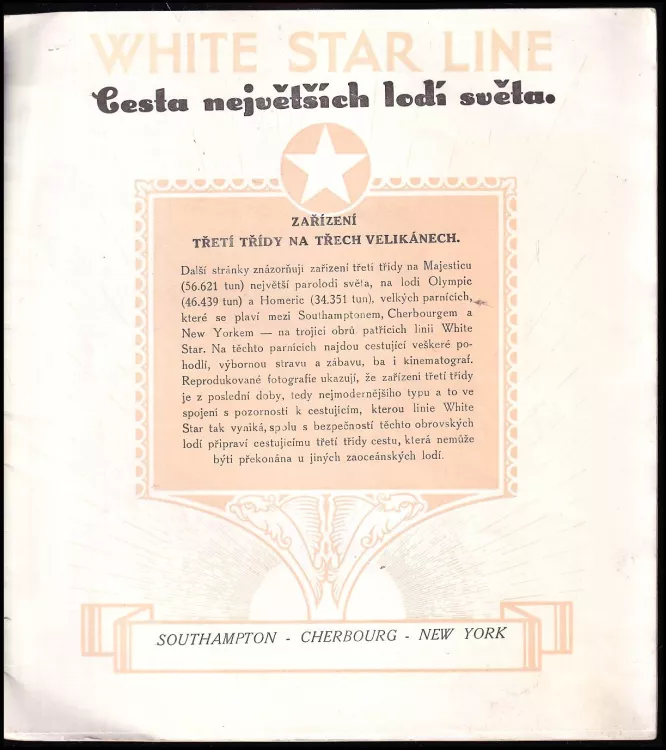 WHITE STAR LINE
Cesta největších lodí světa.
ZAŘÍZENÍ
TŘETÍ TŘÍDY NA TŘECH VELIKÁNECH.
Další stránky znázorňují zařízení třetí třídy na Majesticu
(56.621 tun) největší parolodi světa, na lodi Olympic
(46.439 tun) a Homeric (34.351 tun), velkých parnících,
které se plaví mezi Southamptonem, Cherbourgem a
New Yorkem — na trojici obrů patřících linii White
Star. Na těchto parnících najdou cestující veškeré po-
hodlí, výbornou stravu a zábavu, ba i kinematograf.
Reprodukované fotografie ukazují, že zařízení třetí třídy
je z poslední doby, tedy nejmodernějšího typu a to ve
spojení s pozorností k cestujícím, kterou linie White
Star tak vyniká, spolu s bezpečností těchto obrovských
lodí připraví cestujícímu třetí třídy cestu, která nemůže
býti překonána u jiných zaoceánských lodí.
SOUTHAMPTON - CHERBOURG - NEW YORK